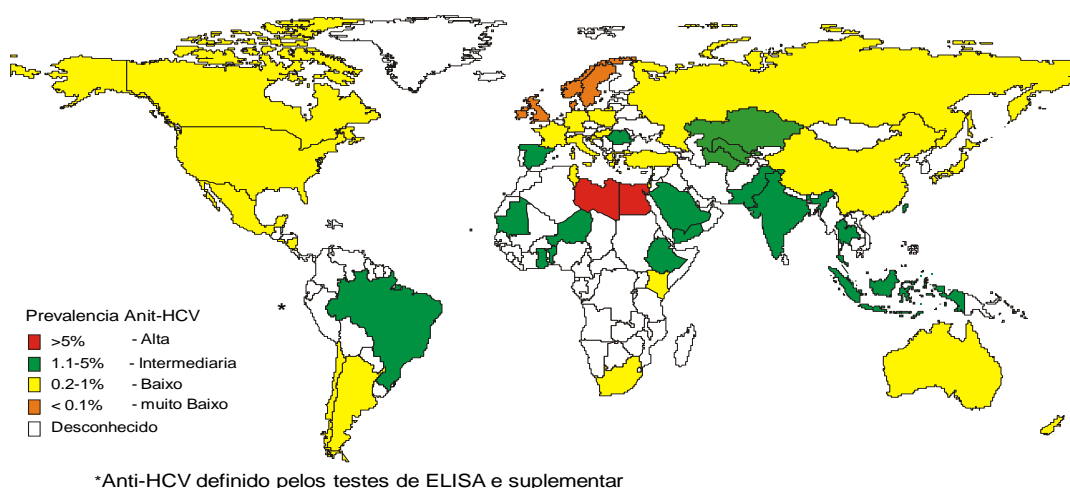 *
Prevalencia Anit-HCV
>5% - Alta
1.1-5% - Intermediaria
0.2-1% - Baixo
< 0.1% - muito Baixo
Desconhecido
*Anti-HCV definido pelos testes de ELISA e suplementar